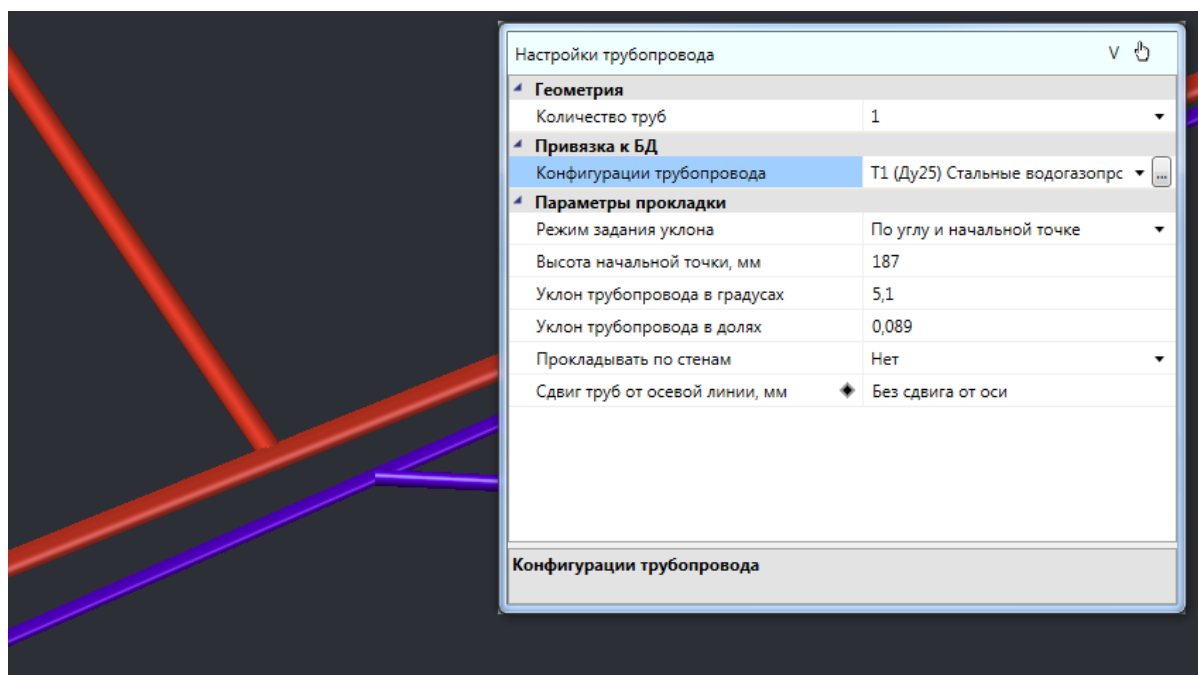 Настройки трубопровода V
Геометрия
Количество труб 1
Привязка к БД
Конфигурации трубопровода Т1 (Ду25) Стальные водогазопрс ...
Параметры прокладки
Режим задания уклона По углу и начальной точке
Высота начальной точки, мм 187
Уклон трубопровода в градусах 5,1
Уклон трубопровода в долях 0,089
Прокладывать по стенам Нет
Сдвиг труб от осевой линии, мм Без сдвига от оси
Конфигурации трубопровода